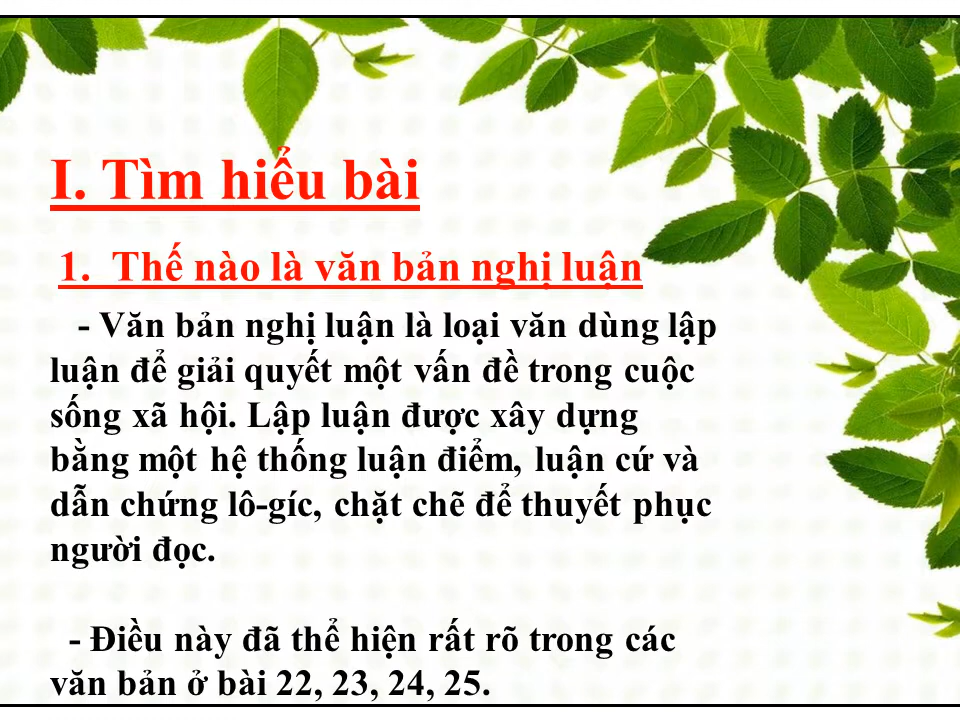 I. Tìm hiểu bài
1. Thế nào là văn bản nghị luận
- Văn bản nghị luận là loại văn dùng lập
luận để giải quyết một vấn đề trong cuộc
sống xã hội. Lập luận được xây dựng
bằng một hệ thống luận điểm, luận cứ và
dẫn chứng lô-gíc, chặt chẽ để thuyết phục
người đọc.
- Điều này đã thể hiện rất rõ trong các
văn bản ở bài 22, 23, 24, 25.